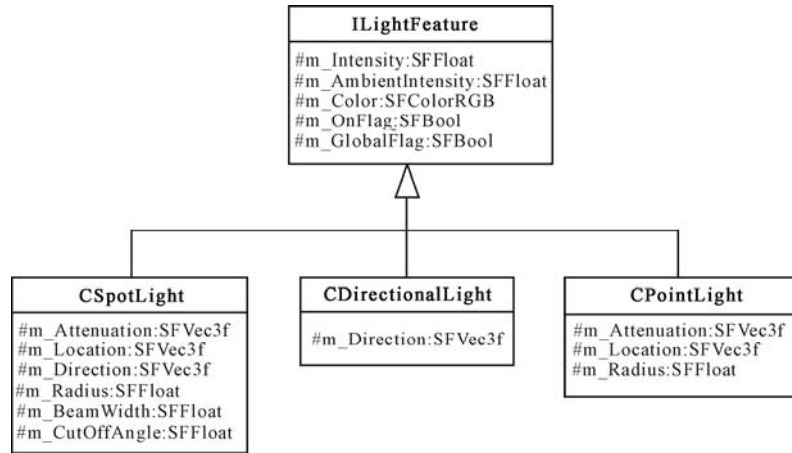 ILightFeature
#m_Intensity:SFFloat
#m_AmbientIntensity:SFFloat
#m_Color:SFColorRGB
#m_OnFlag:SFBool
#m_GlobalFlag:SFBool
CSpotLight
#m_Attenuation:SFVec3f
#m_Location:SFVec3f
#m_Direction:SFVec3f
#m_Radius:SFFloat
#m_BeamWidth:SFFloat
#m_CutOffAngle:SFFloat
CDirectionalLight
#m_Direction:SFVec3f
CPointLight
#m_Attenuation:SFVec3f
#m_Location:SFVec3f
#m_Radius:SFFloat